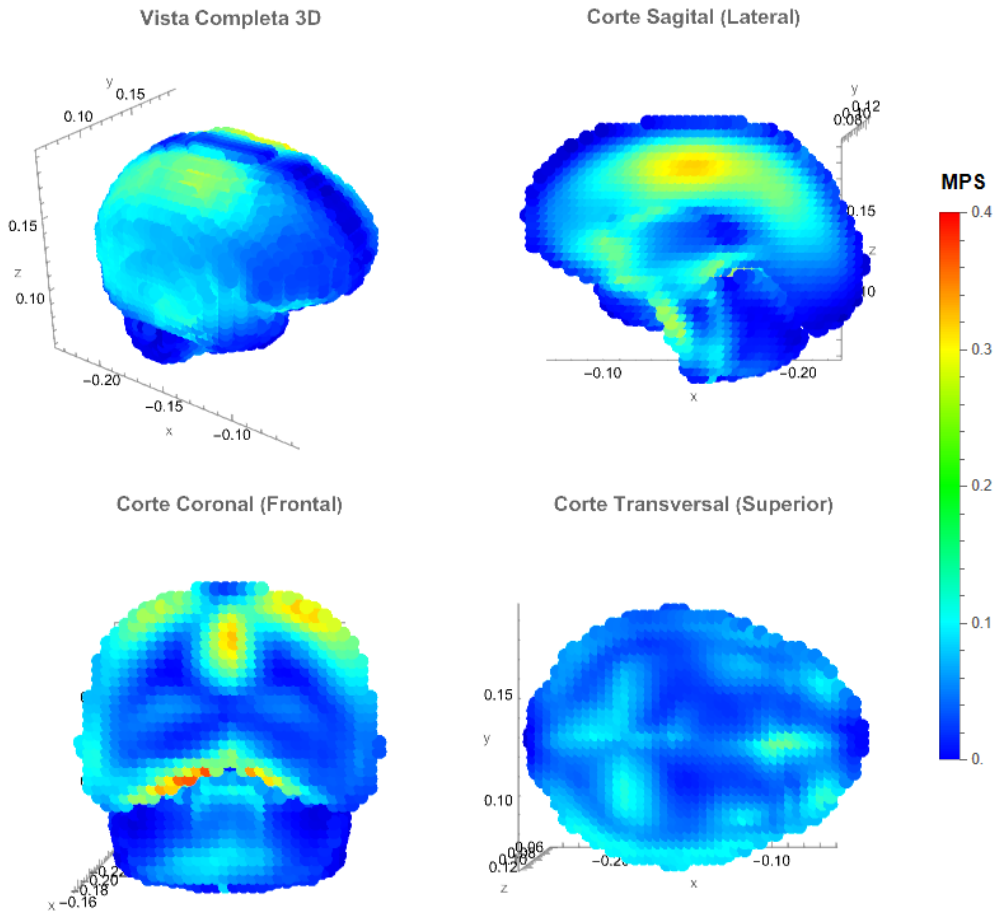 Vista Completa 3D
Corte Sagital (Lateral)
y
0.15
0.10
0.15
z
0.10
−0.20
−0.15
x
−0.10
y
0.12
0.08
0.15
z
−0.10
−0.20
x
MPS
0.4
0.3
0.2
0.1
0.
Corte Coronal (Frontal)
Corte Transversal (Superior)
−0.16
x
0.15
y
0.10
z
−0.10
x